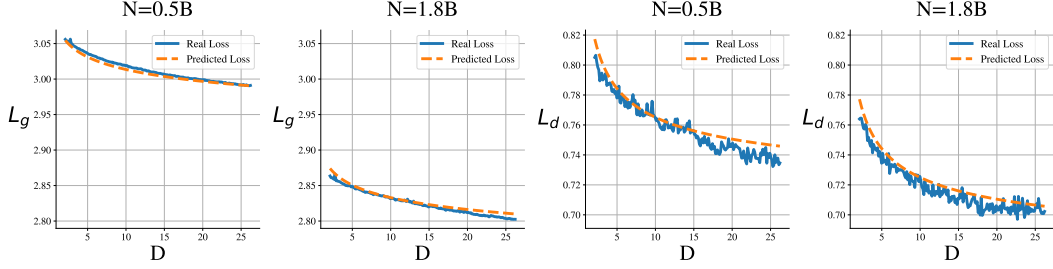 N=0.5B
3.05
3.00
2.95
2.90
2.85
2.80
L_g
5 10 15 20 25
D
Real Loss
Predicted Loss
N=1.8B
3.05
3.00
2.95
2.90
2.85
2.80
L_g
5 10 15 20 25
D
Real Loss
Predicted Loss
N=0.5B
0.82
0.80
0.78
0.76
0.74
0.72
0.70
L_d
5 10 15 20 25
D
Real Loss
Predicted Loss
N=1.8B
0.82
0.80
0.78
0.76
0.74
0.72
0.70
L_d
5 10 15 20 25
D
Real Loss
Predicted Loss